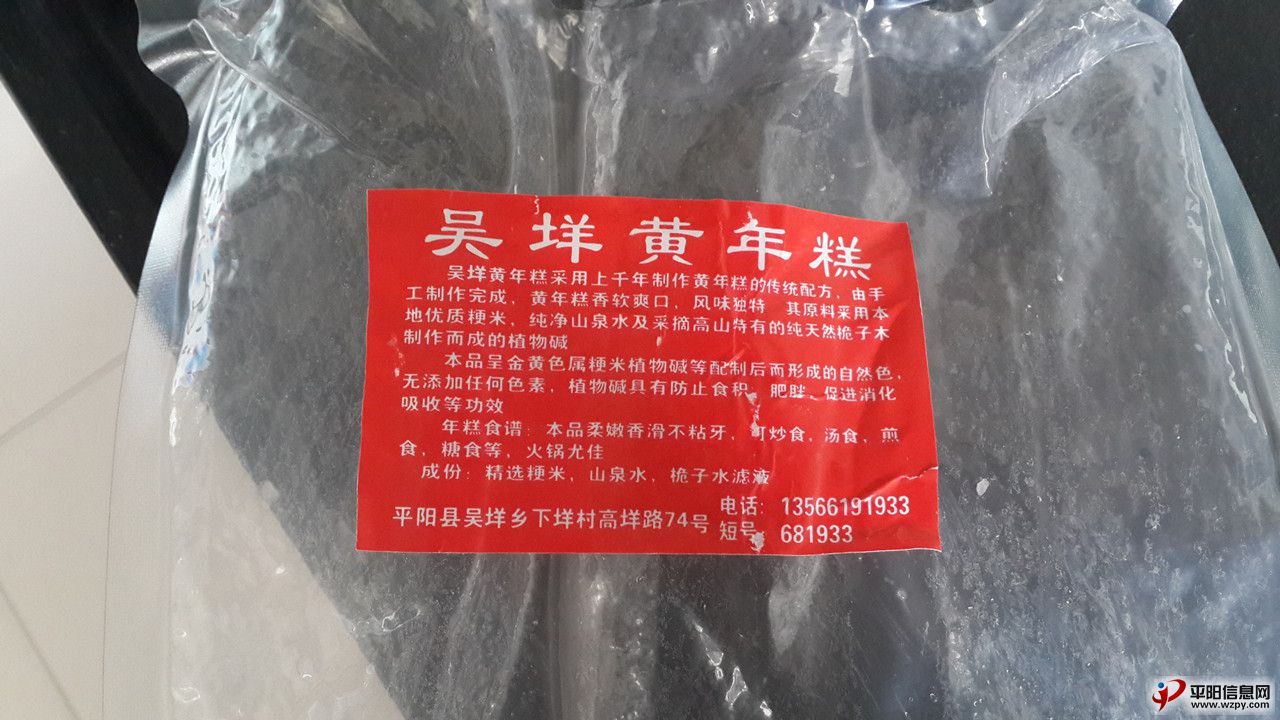 吴垟黄年糕
吴垟黄年糕采用上千年制作黄年糕的传统配方，由手
工制作完成，黄年糕香软爽口，风味独特 其原料采用本
地优质粳米，纯净山泉水及采摘高山特有的纯天然桅子木
制作而成的植物碱
本品呈金黄色属粳米植物碱等配制后而形成的自然色，
无添加任何色素，植物碱具有防止食积、肥胖、促进消化
吸收等功效
年糕食谱：本品柔嫩香滑不粘牙，可炒食，汤食，煎
食，糖食等，火锅尤佳
成份：精选粳米，山泉水，桅子水滤液
平阳县吴垟乡下垟村高垟路74号
电话：13566191933
短号：681933
平阳信息网
www.wzpy.com